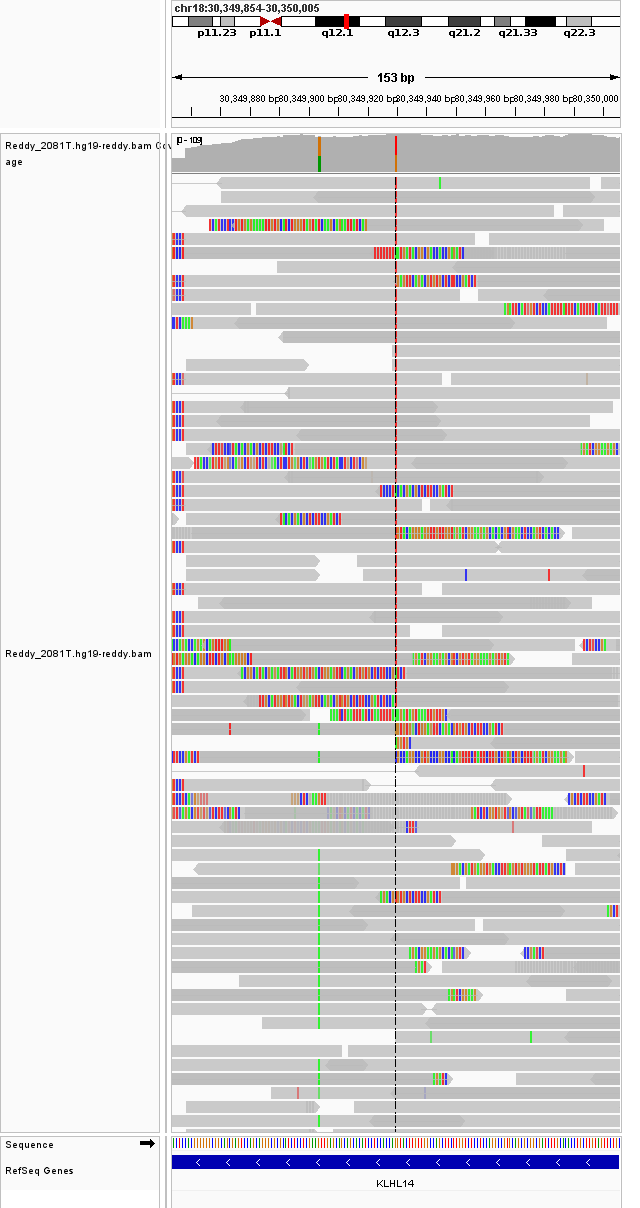 chr18:30,349,854-30,350,005
p11.23 p11.1 q12.1 q12.3 q21.2 q21.33 q22.3
153 bp
30,349,880 bp 30,349,900 bp 30,349,920 bp 30,349,940 bp 30,349,960 bp 30,349,980 bp 30,350,000
[0 - 109]
Reddy_2081T.hg19-reddy.bam Cov
age
Reddy_2081T.hg19-reddy.bam
Sequence
RefSeq Genes
KLHL14